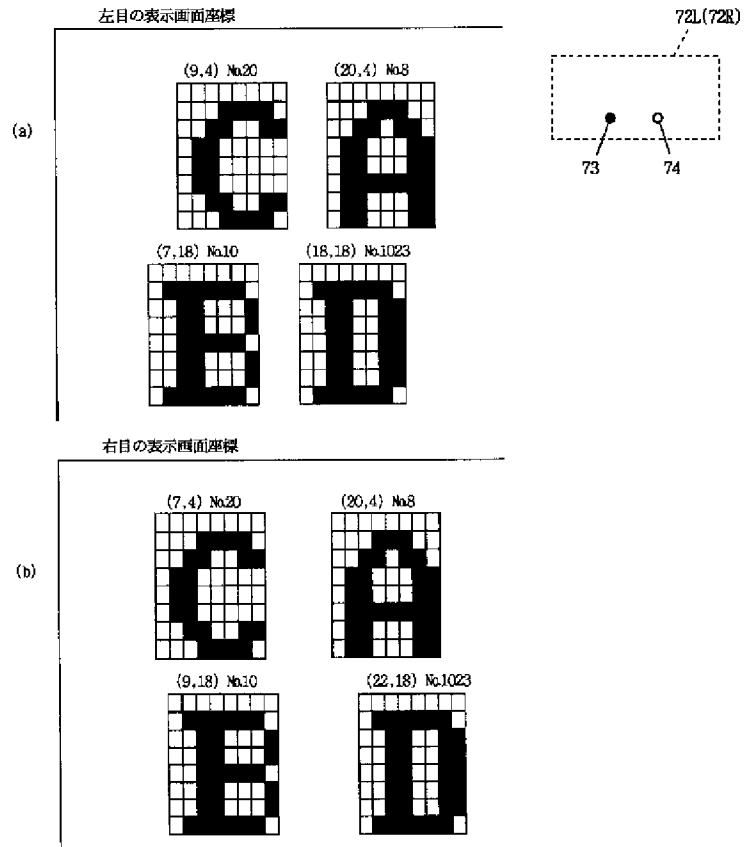 左目の表示画面座標
72L(72R)
(9,4) No.20 (20,4) No.8
(a)
C A
73 74
(7,18) No.10 (18,18) No.1023
B D
右目の表示画面座標
(7,4) No.20 (20,4) No.8
(b)
C A
(9,18) No.10 (22,18) No.1023
B D